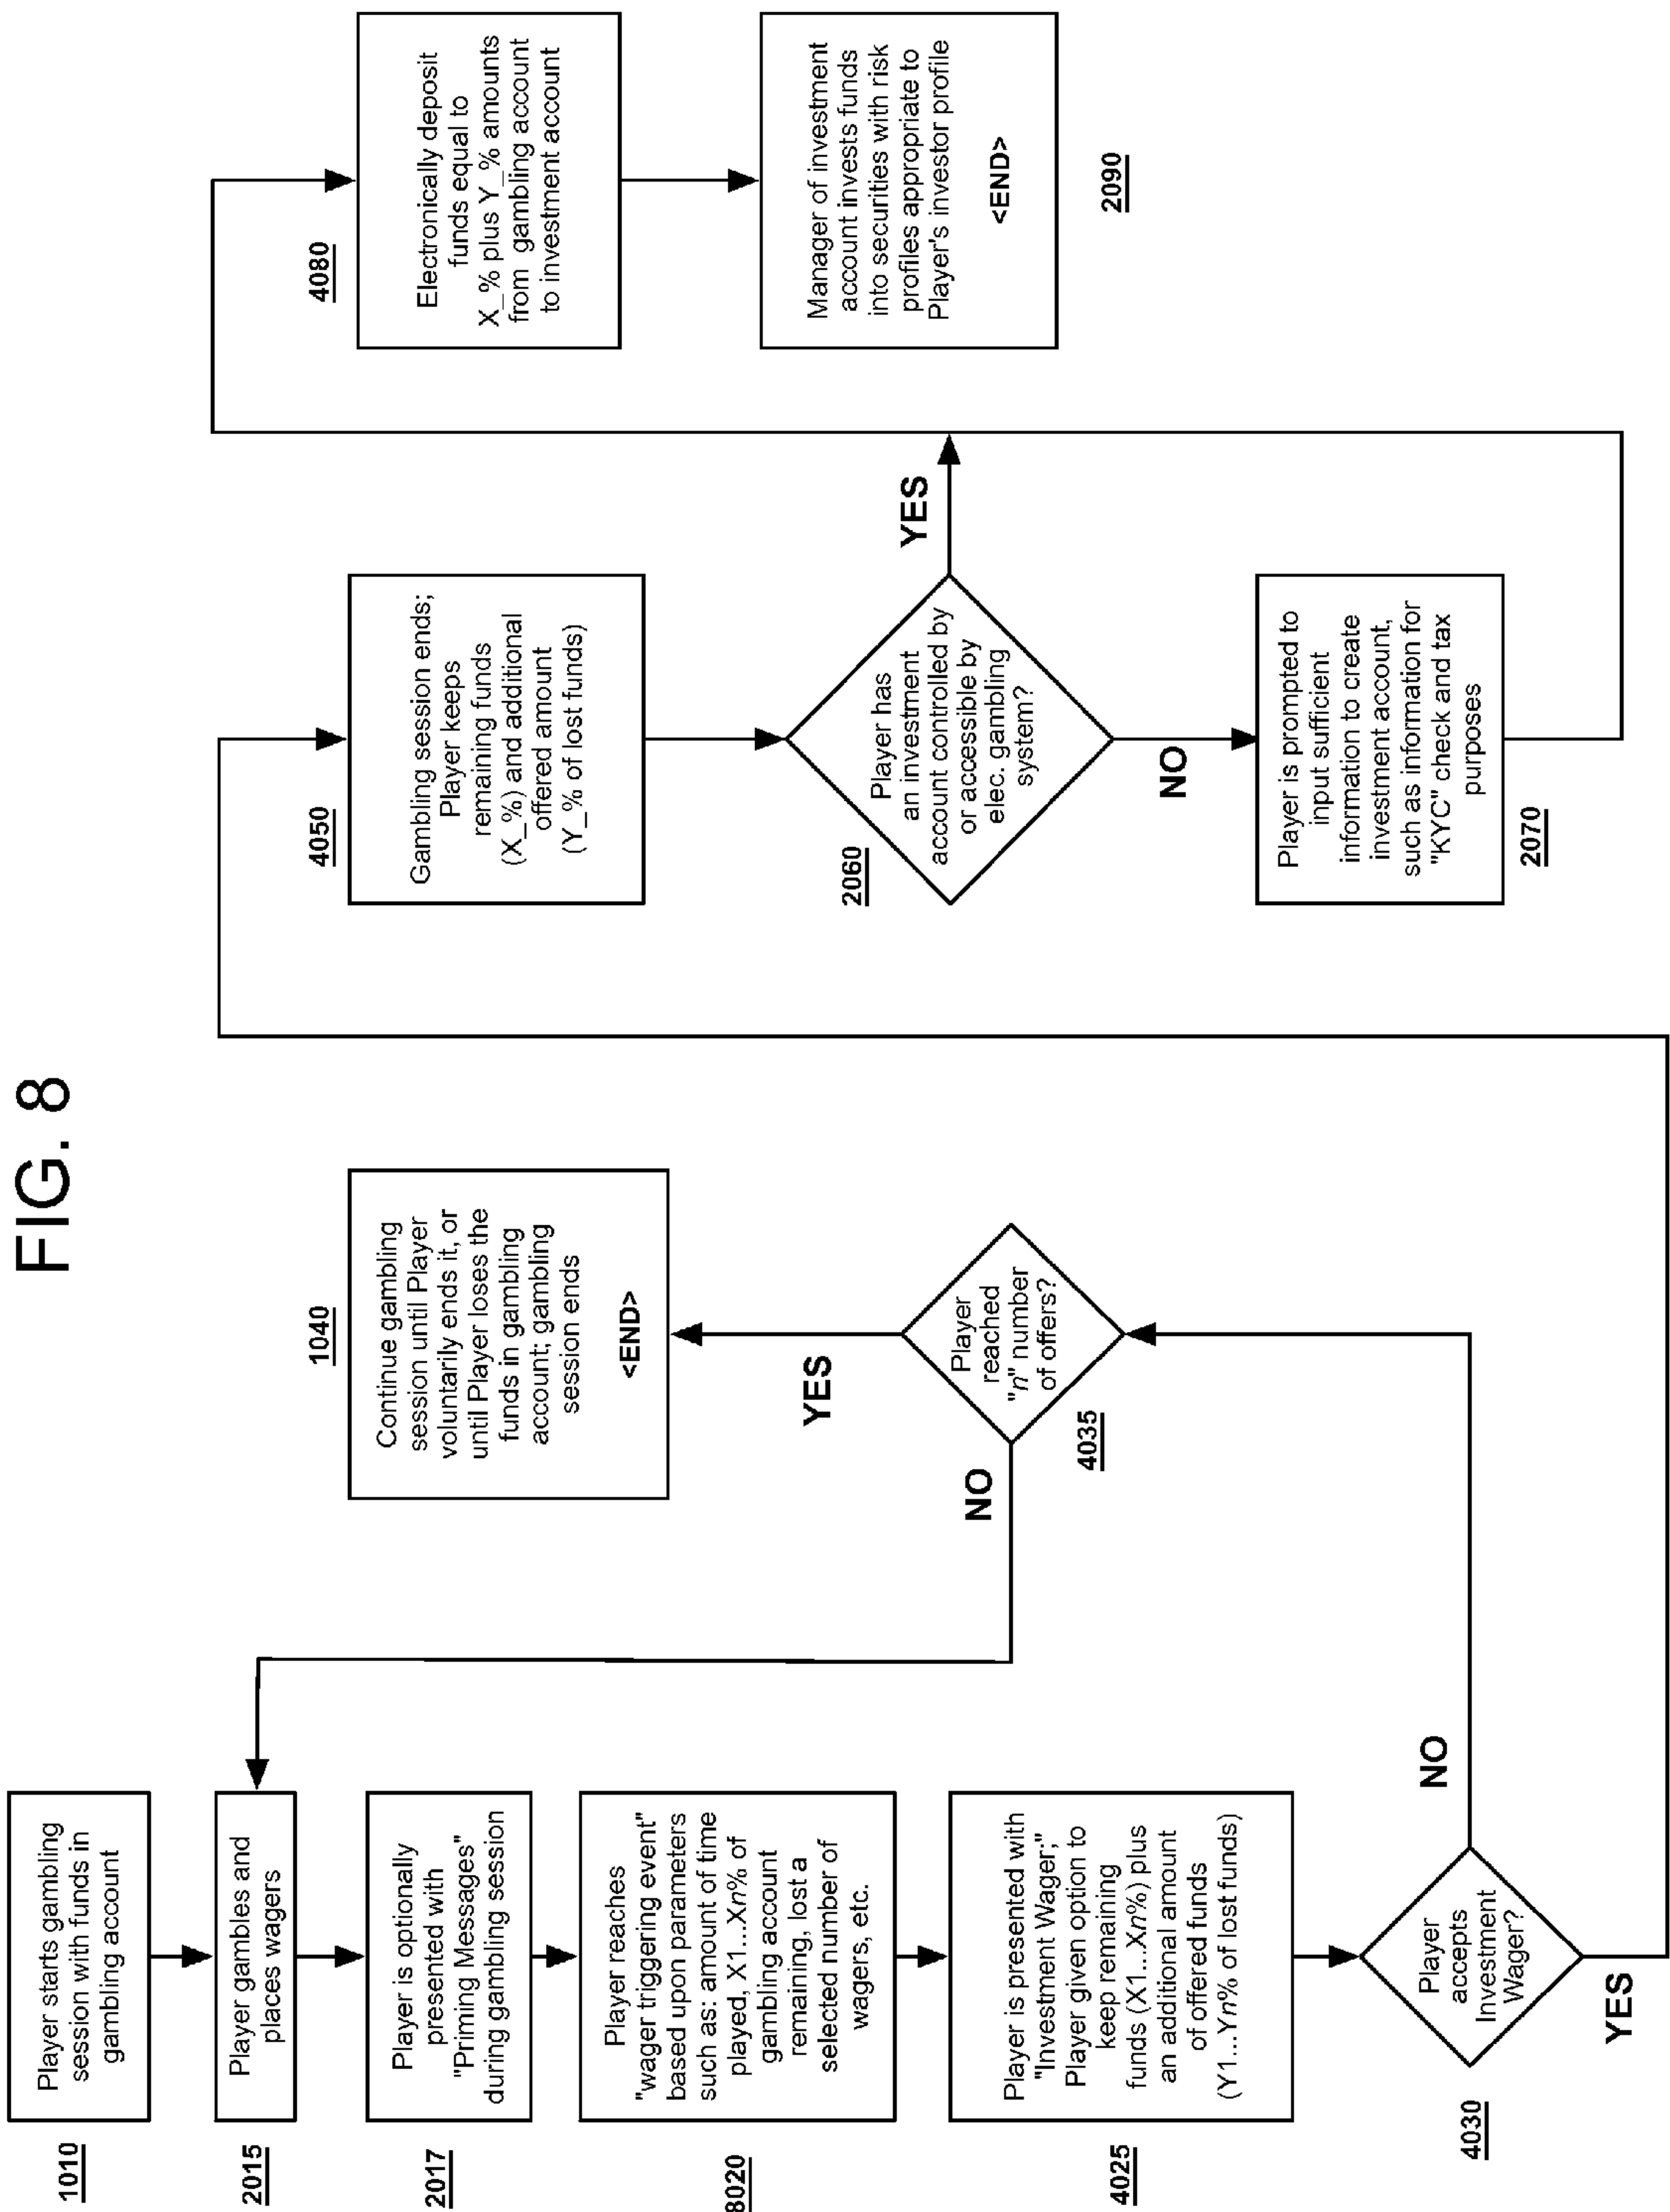 FIG. 8
1010
Player starts gambling
session with funds in
gambling account
2015
Player gambles and
places wagers
2017
Player is optionally
presented with
"Priming Messages"
during gambling session
8020
Player reaches
"wager triggering event"
based upon parameters
such as: amount of time
played, X1...Xn% of
gambling account
remaining, lost a
selected number of
wagers, etc.
4025
Player is presented with
"Investment Wager;"
Player given option to
keep remaining
funds (X1...Xn%) plus
an additional amount
of offered funds
(Y1...Yn% of lost funds)
4030
Player
accepts
Investment
Wager?
NO
YES
4035
Player
reached
"n" number
of offers?
NO
YES
1040
Continue gambling
session until Player
voluntarily ends it, or
until Player loses the
funds in gambling
account; gambling
session ends
<END>
4050
Gambling session ends;
Player keeps
remaining funds
(X_%) and additional
offered amount
(Y_% of lost funds)
2060
Player has
an investment
account controlled by
or accessible by
elec. gambling
system?
YES
NO
Player is prompted to
input sufficient
information to create
investment account,
such as information for
"KYC" check and tax
purposes
2070
4080
Electronically deposit
funds equal to
X_% plus Y_% amounts
from gambling account
to investment account
Manager of investment
account invests funds
into securities with risk
profiles appropriate to
Player's investor profile
<END>
2090